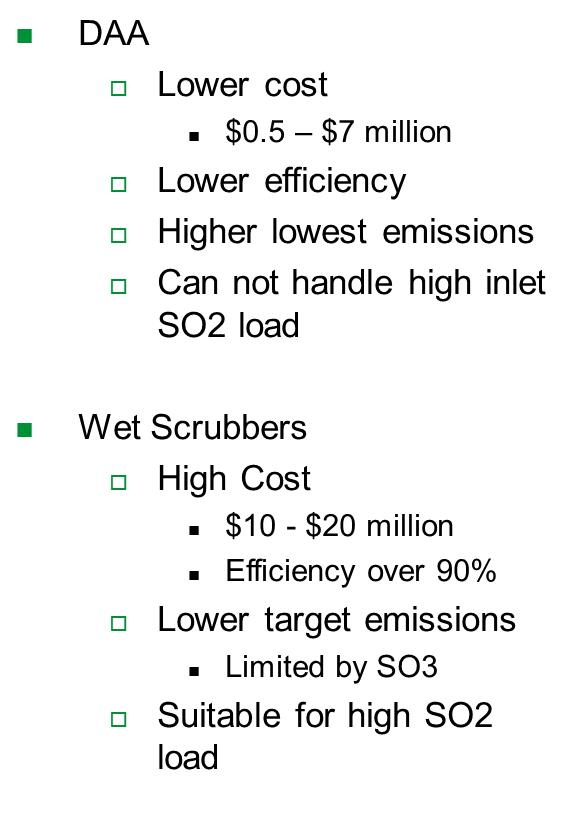 DAA
Lower cost
$0.5 – $7 million
Lower efficiency
Higher lowest emissions
Can not handle high inlet
SO2 load
Wet Scrubbers
High Cost
$10 - $20 million
Efficiency over 90%
Lower target emissions
Limited by SO3
Suitable for high SO2
load